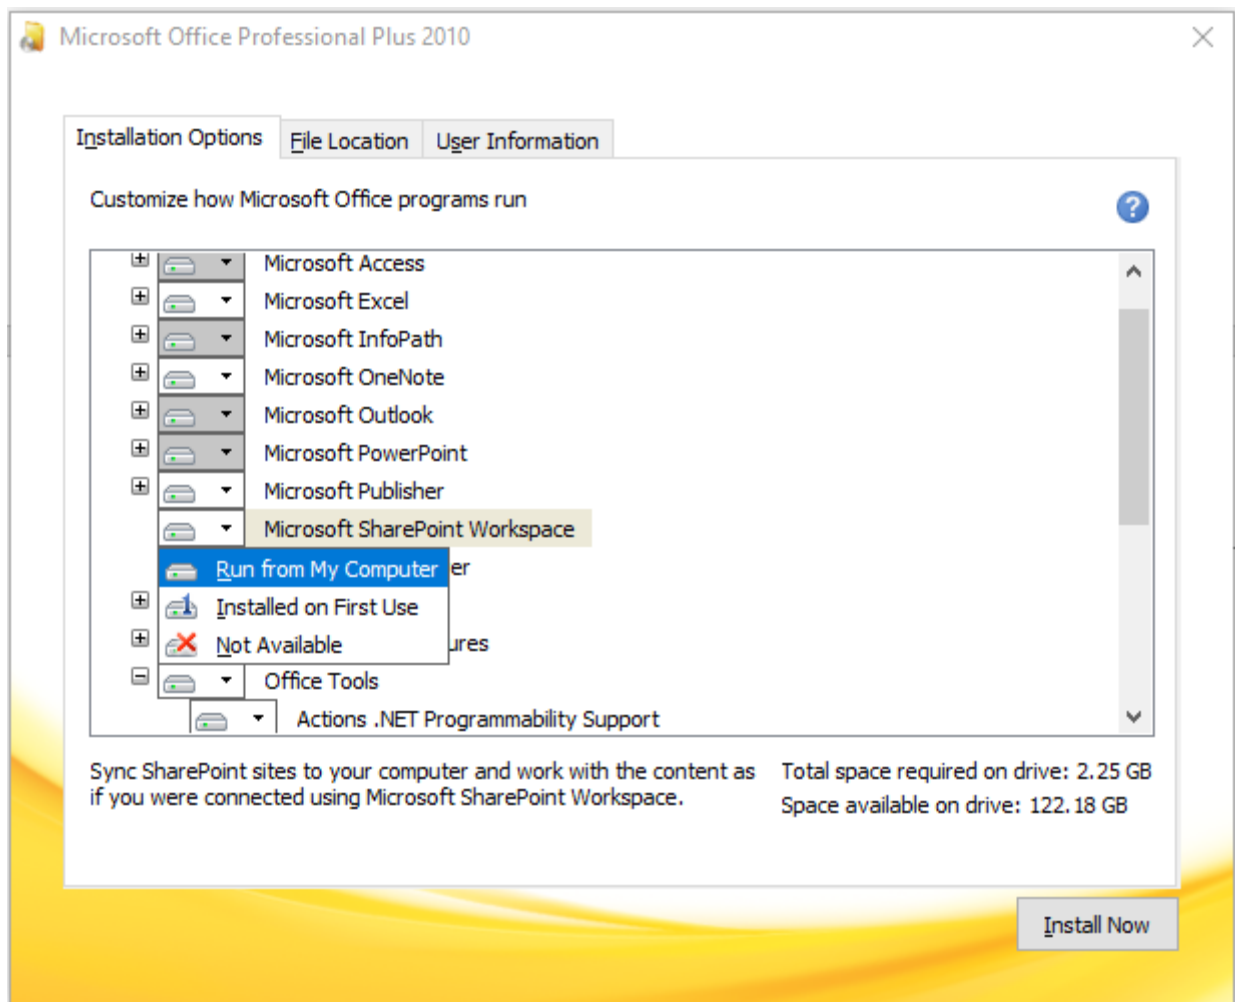 Microsoft Office Professional Plus 2010
Installation Options
File Location
User Information
Customize how Microsoft Office programs run
Microsoft Access
Microsoft Excel
Microsoft InfoPath
Microsoft OneNote
Microsoft Outlook
Microsoft PowerPoint
Microsoft Publisher
Microsoft SharePoint Workspace
Run from My Computer
er
Installed on First Use
Not Available
ures
Office Tools
Actions .NET Programmability Support
Sync SharePoint sites to your computer and work with the content as
if you were connected using Microsoft SharePoint Workspace.
Total space required on drive: 2.25 GB
Space available on drive: 122.18 GB
Install Now